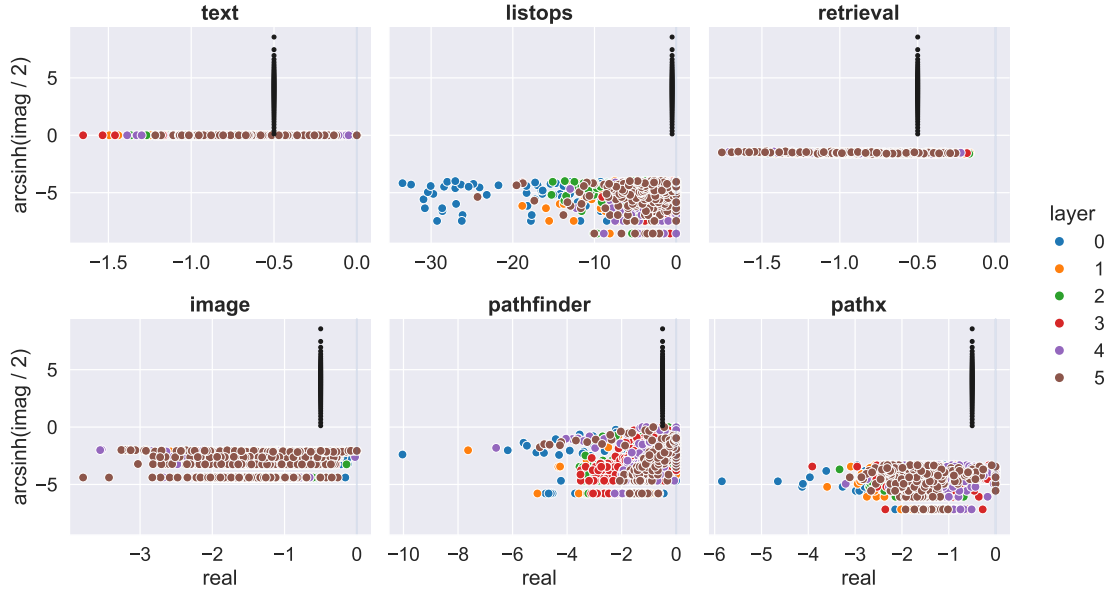 text
listops
retrieval
arcsinh(imag / 2)
5
0
−5
−1.5 −1.0 −0.5 0.0
−30 −20 −10 0
−1.5 −1.0 −0.5 0.0
image
pathfinder
pathx
arcsinh(imag / 2)
5
0
−5
−3 −2 −1 0
−10 −8 −6 −4 −2 0
−6 −5 −4 −3 −2 −1 0
real
real
real
layer
0
1
2
3
4
5